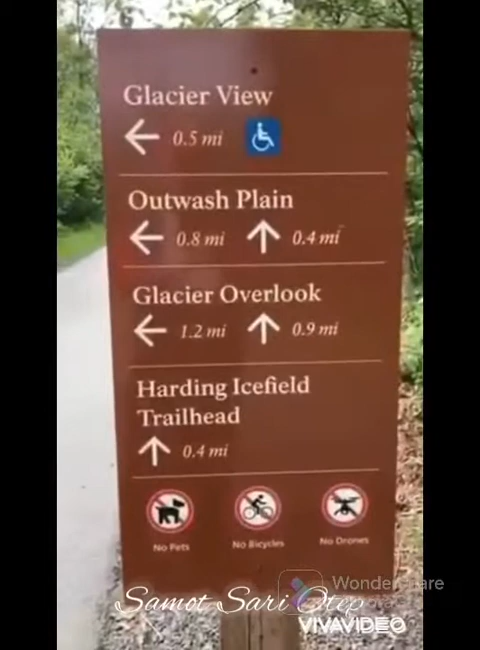 Glacier View
← 0.5 mi
Outwash Plain
← 0.8 mi ↑ 0.4 mi
Glacier Overlook
← 1.2 mi ↑ 0.9 mi
Harding Icefield
Trailhead
↑ 0.4 mi
No Pets No Bicycles No Drones
Samot Sari Otep
VIVAVIDEO